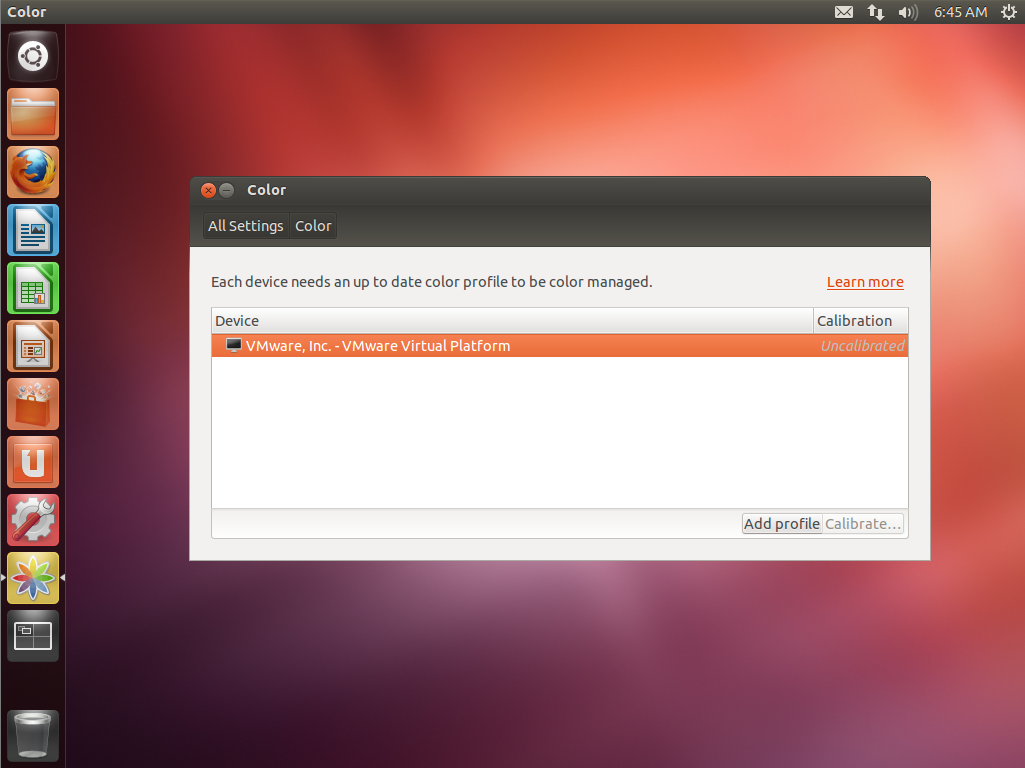 Color
6:45 AM
Color
All Settings Color
Each device needs an up to date color profile to be color managed. Learn more
Device Calibration
VMware, Inc. - VMware Virtual Platform Uncalibrated
Add profile Calibrate…